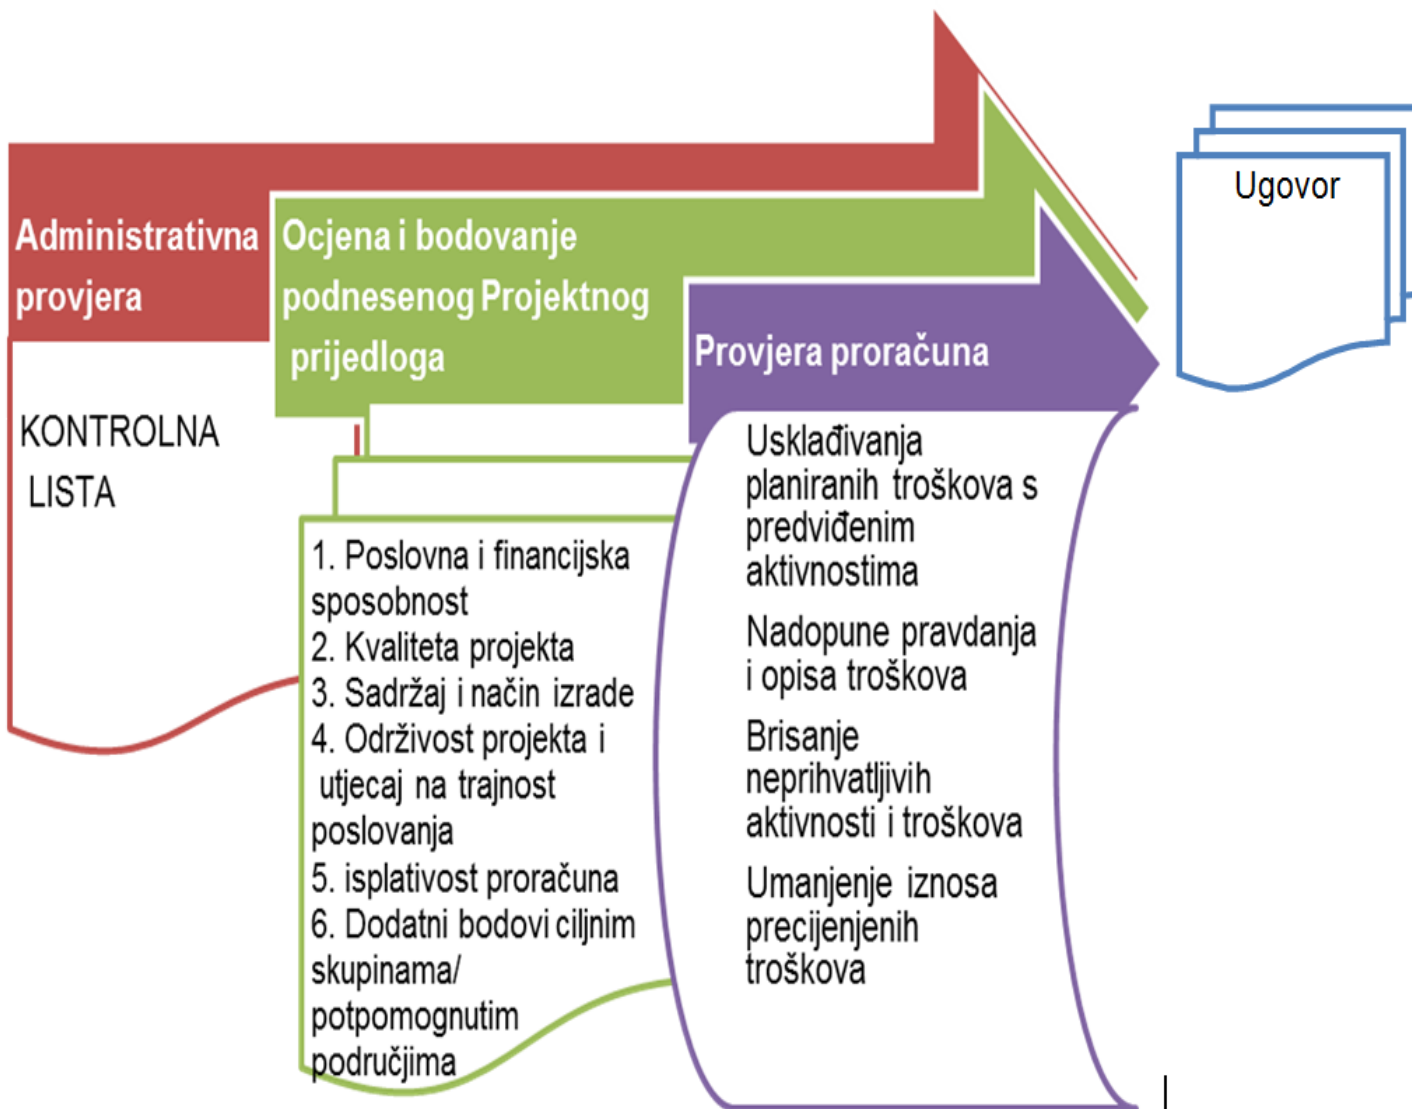 Administrativna
provjera
KONTROLNA
LISTA
Ocjena i bodovanje
podnesenog Projektnog
prijedloga
1. Poslovna i financijska
sposobnost
2. Kvaliteta projekta
3. Sadržaj i način izrade
4. Održivost projekta i
utjecaj na trajnost
poslovanja
5. isplativost proračuna
6. Dodatni bodovi ciljnim
skupinama/
potpomognutim
područjima
Provjera proračuna
Usklađivanja
planiranih troškova s
predviđenim
aktivnostima
Nadopune pravdanja
i opisa troškova
Brisanje
neprihvatljivih
aktivnosti i troškova
Umanjenje iznosa
precijenjenih
troškova
Ugovor